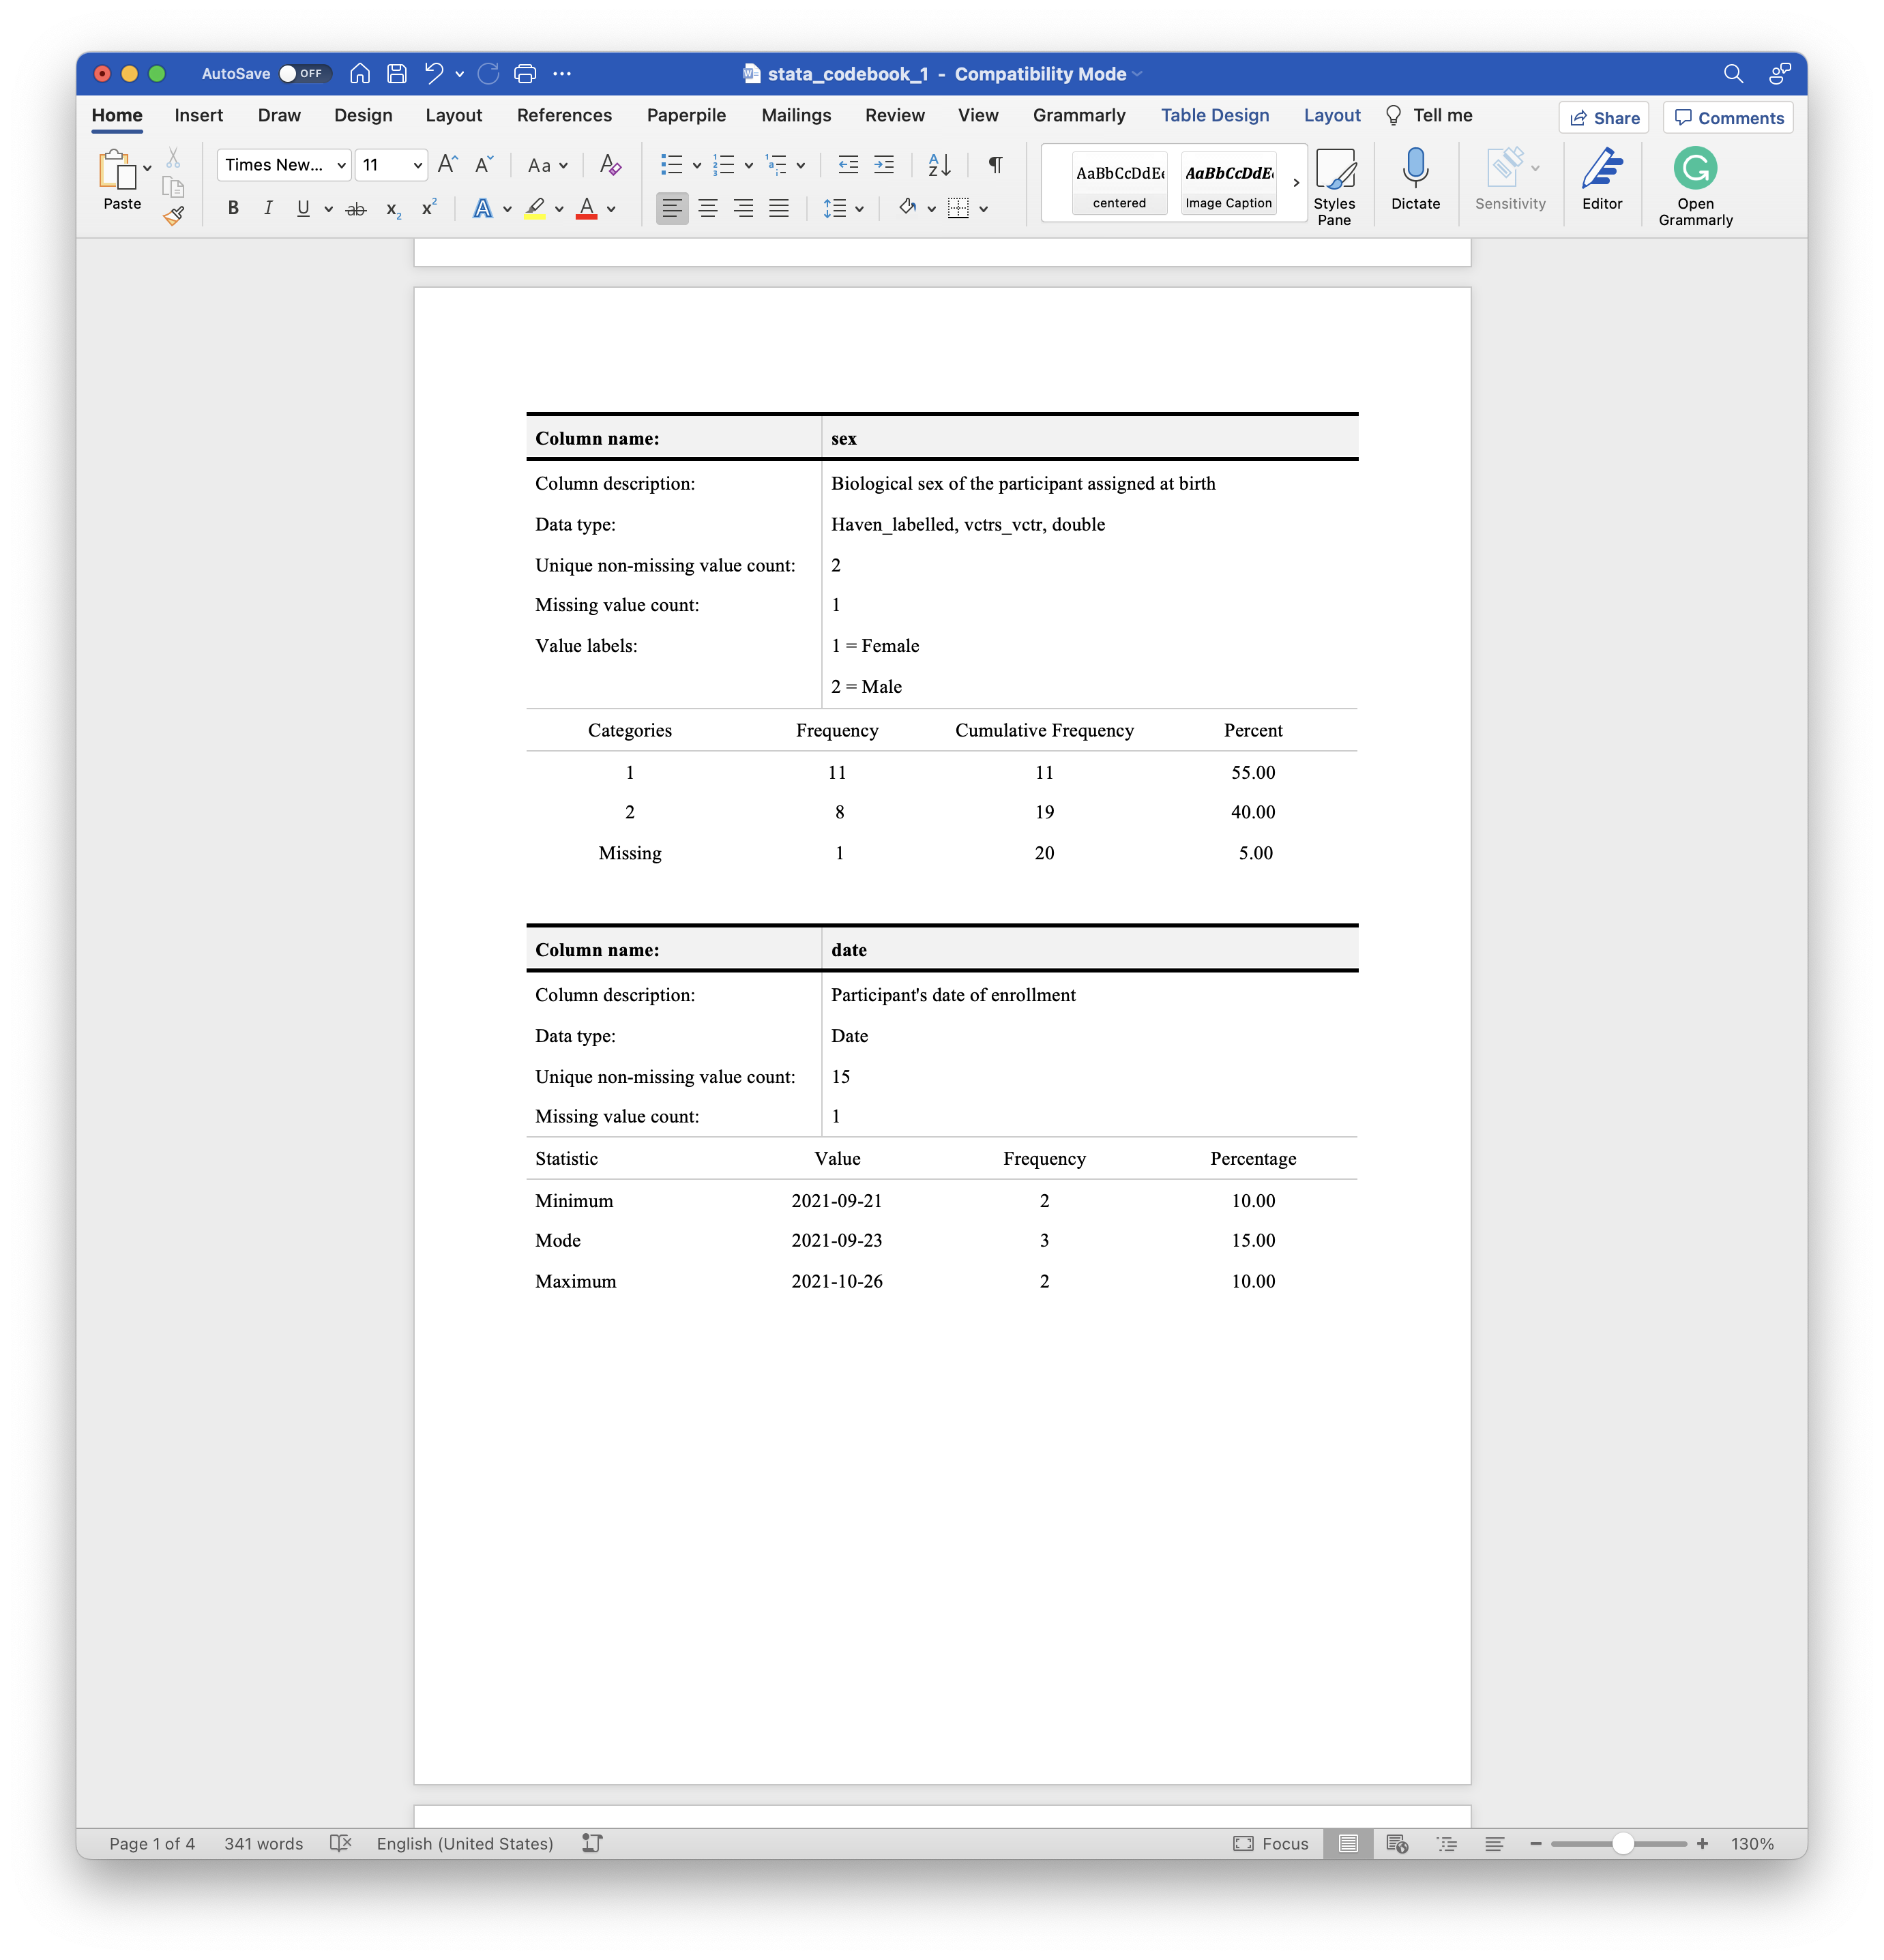 AutoSave OFF stata_codebook_1 - Compatibility Mode
Home Insert Draw Design Layout References Paperpile Mailings Review View Grammarly Table Design Layout Tell me Share Comments
Paste Times New... 11 Aa AaBbCcDdEe AaBbCcDdE centered Image Caption Styles Pane Dictate Sensitivity Editor Open Grammarly
Column name: sex
Column description: Biological sex of the participant assigned at birth
Data type: Haven_labelled, vctrs_vctr, double
Unique non-missing value count: 2
Missing value count: 1
Value labels: 1 = Female
2 = Male
Categories Frequency Cumulative Frequency Percent
1 11 11 55.00
2 8 19 40.00
Missing 1 20 5.00
Column name: date
Column description: Participant's date of enrollment
Data type: Date
Unique non-missing value count: 15
Missing value count: 1
Statistic Value Frequency Percentage
Minimum 2021-09-21 2 10.00
Mode 2021-09-23 3 15.00
Maximum 2021-10-26 2 10.00
Page 1 of 4 341 words English (United States) Focus 130%